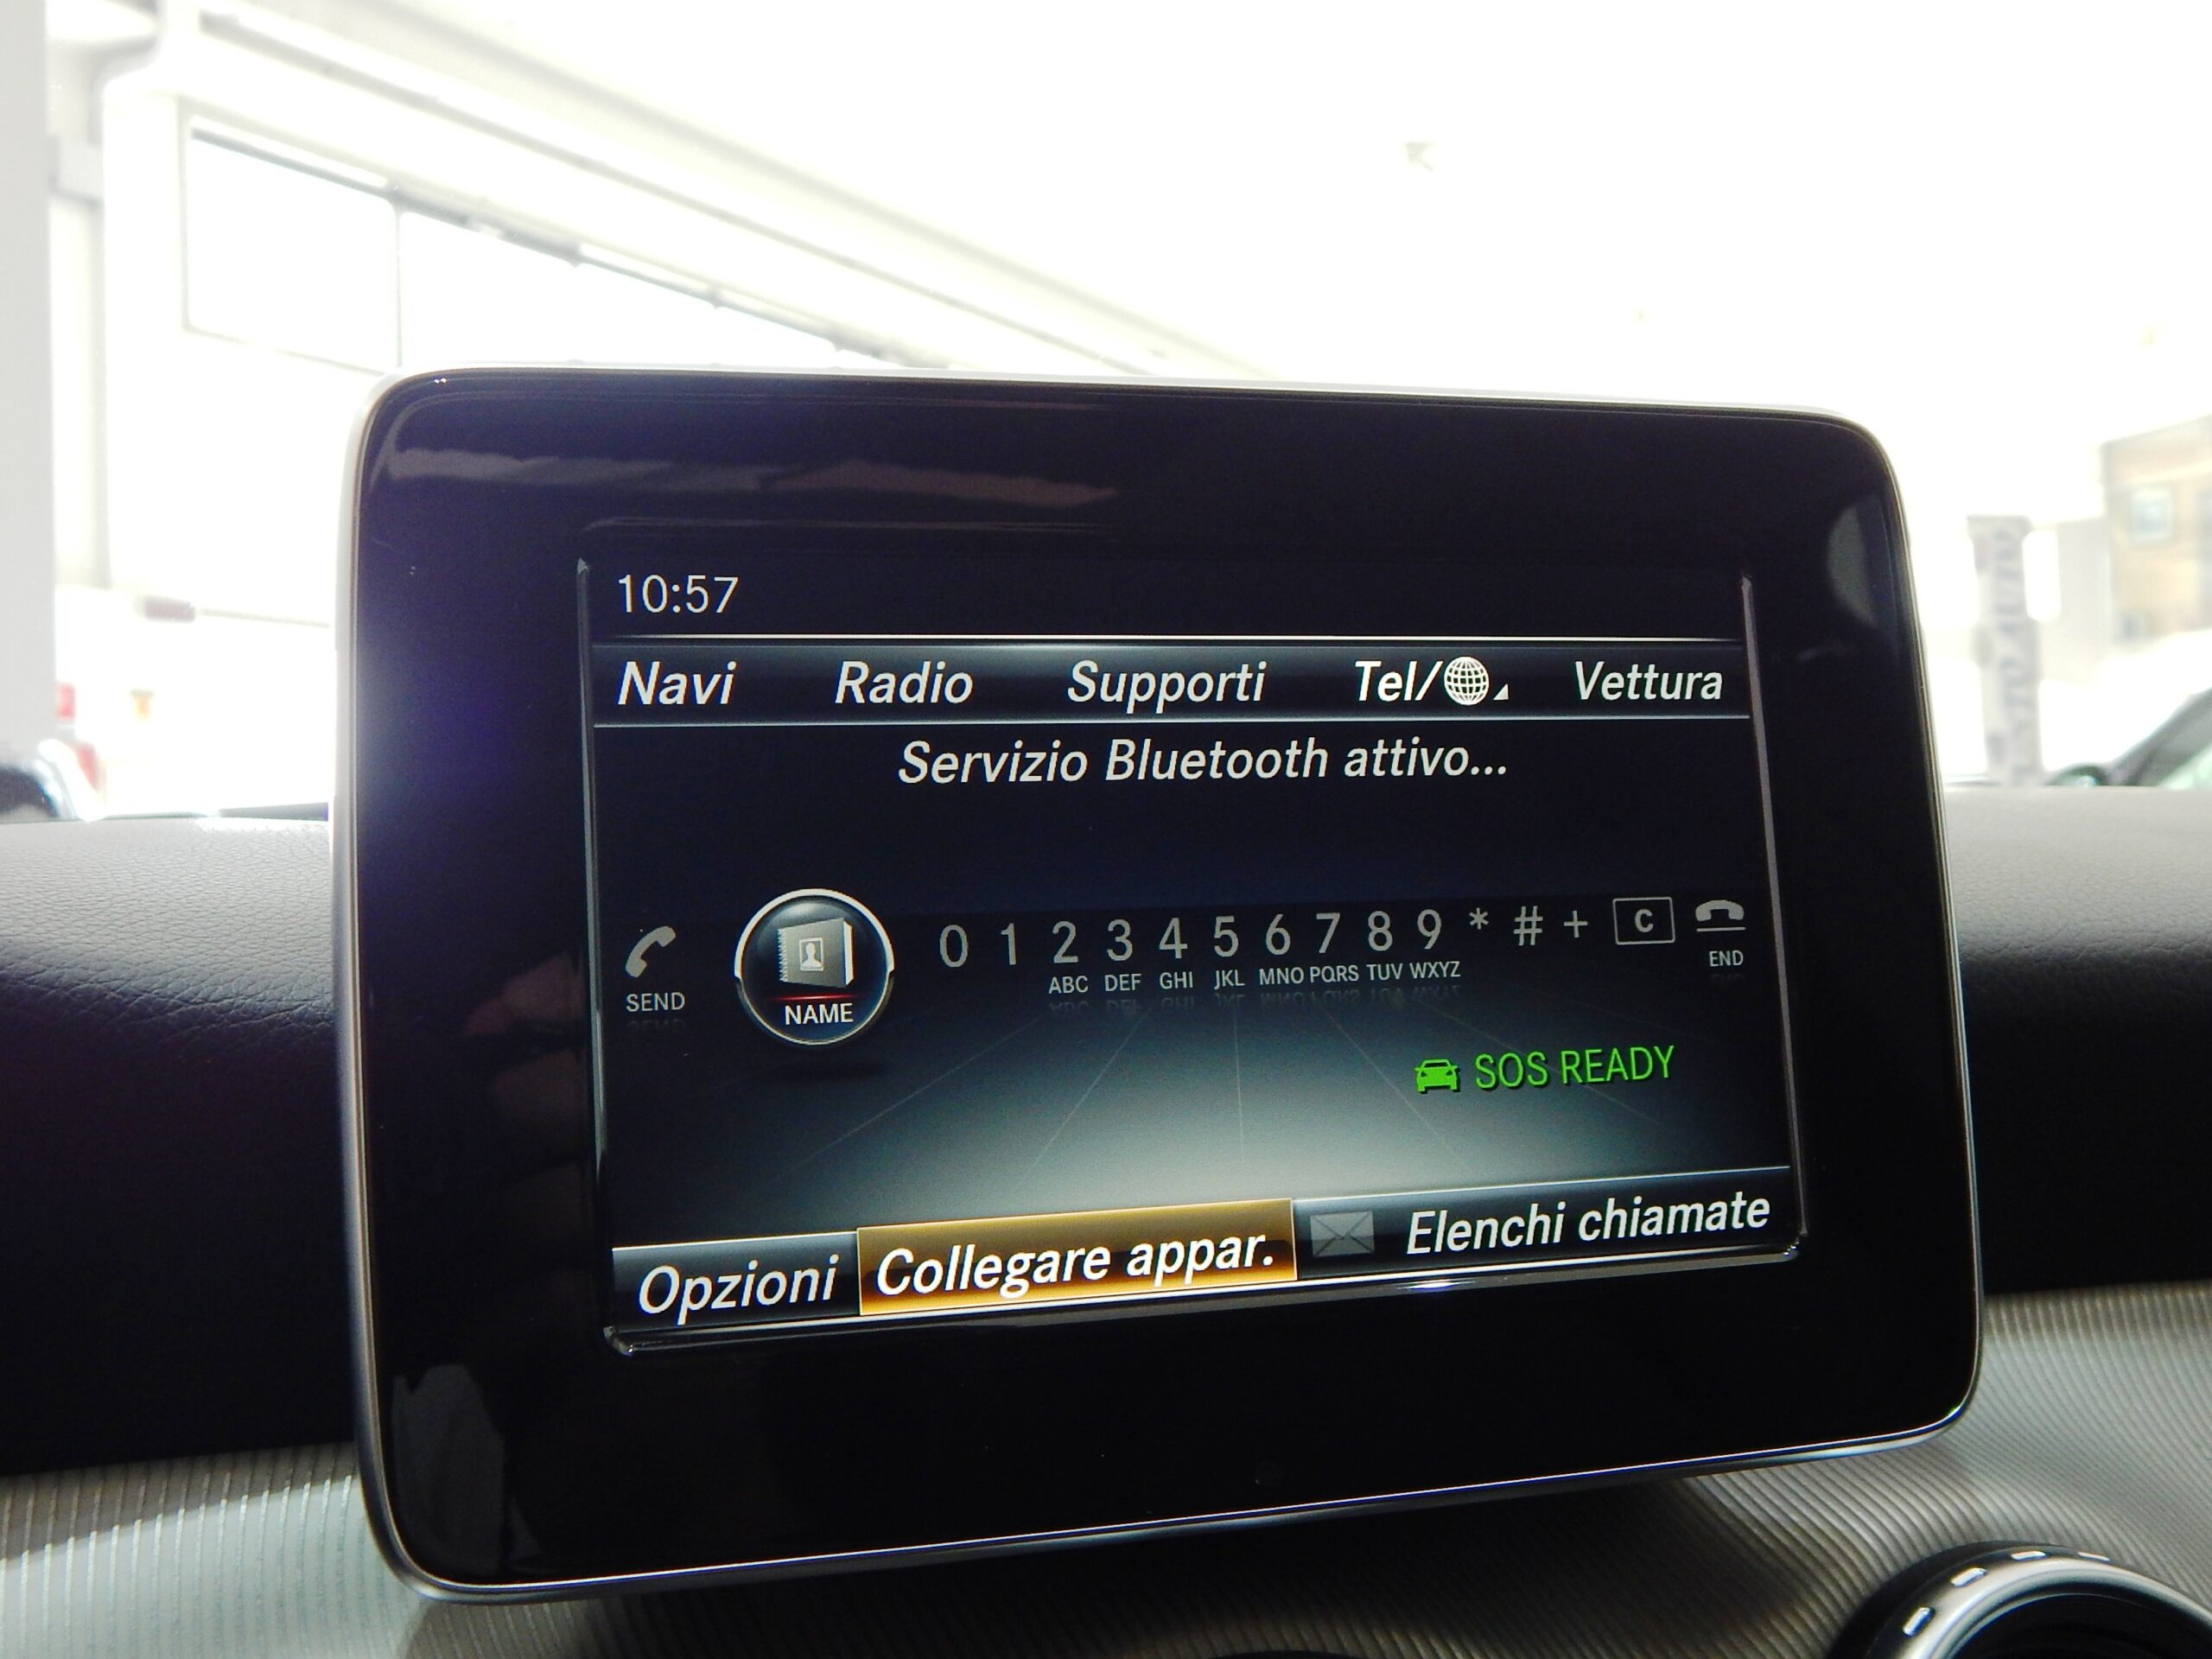 10:57
Navi Radio Supporti Tel/ Vettura
Servizio Bluetooth attivo...
0 1 2 3 4 5 6 7 8 9 * # + C
SEND NAME ABC DEF GHI JKL MNO PQRS TUV WXYZ END
SOS READY
Opzioni Collegare appar. Elenchi chiamate